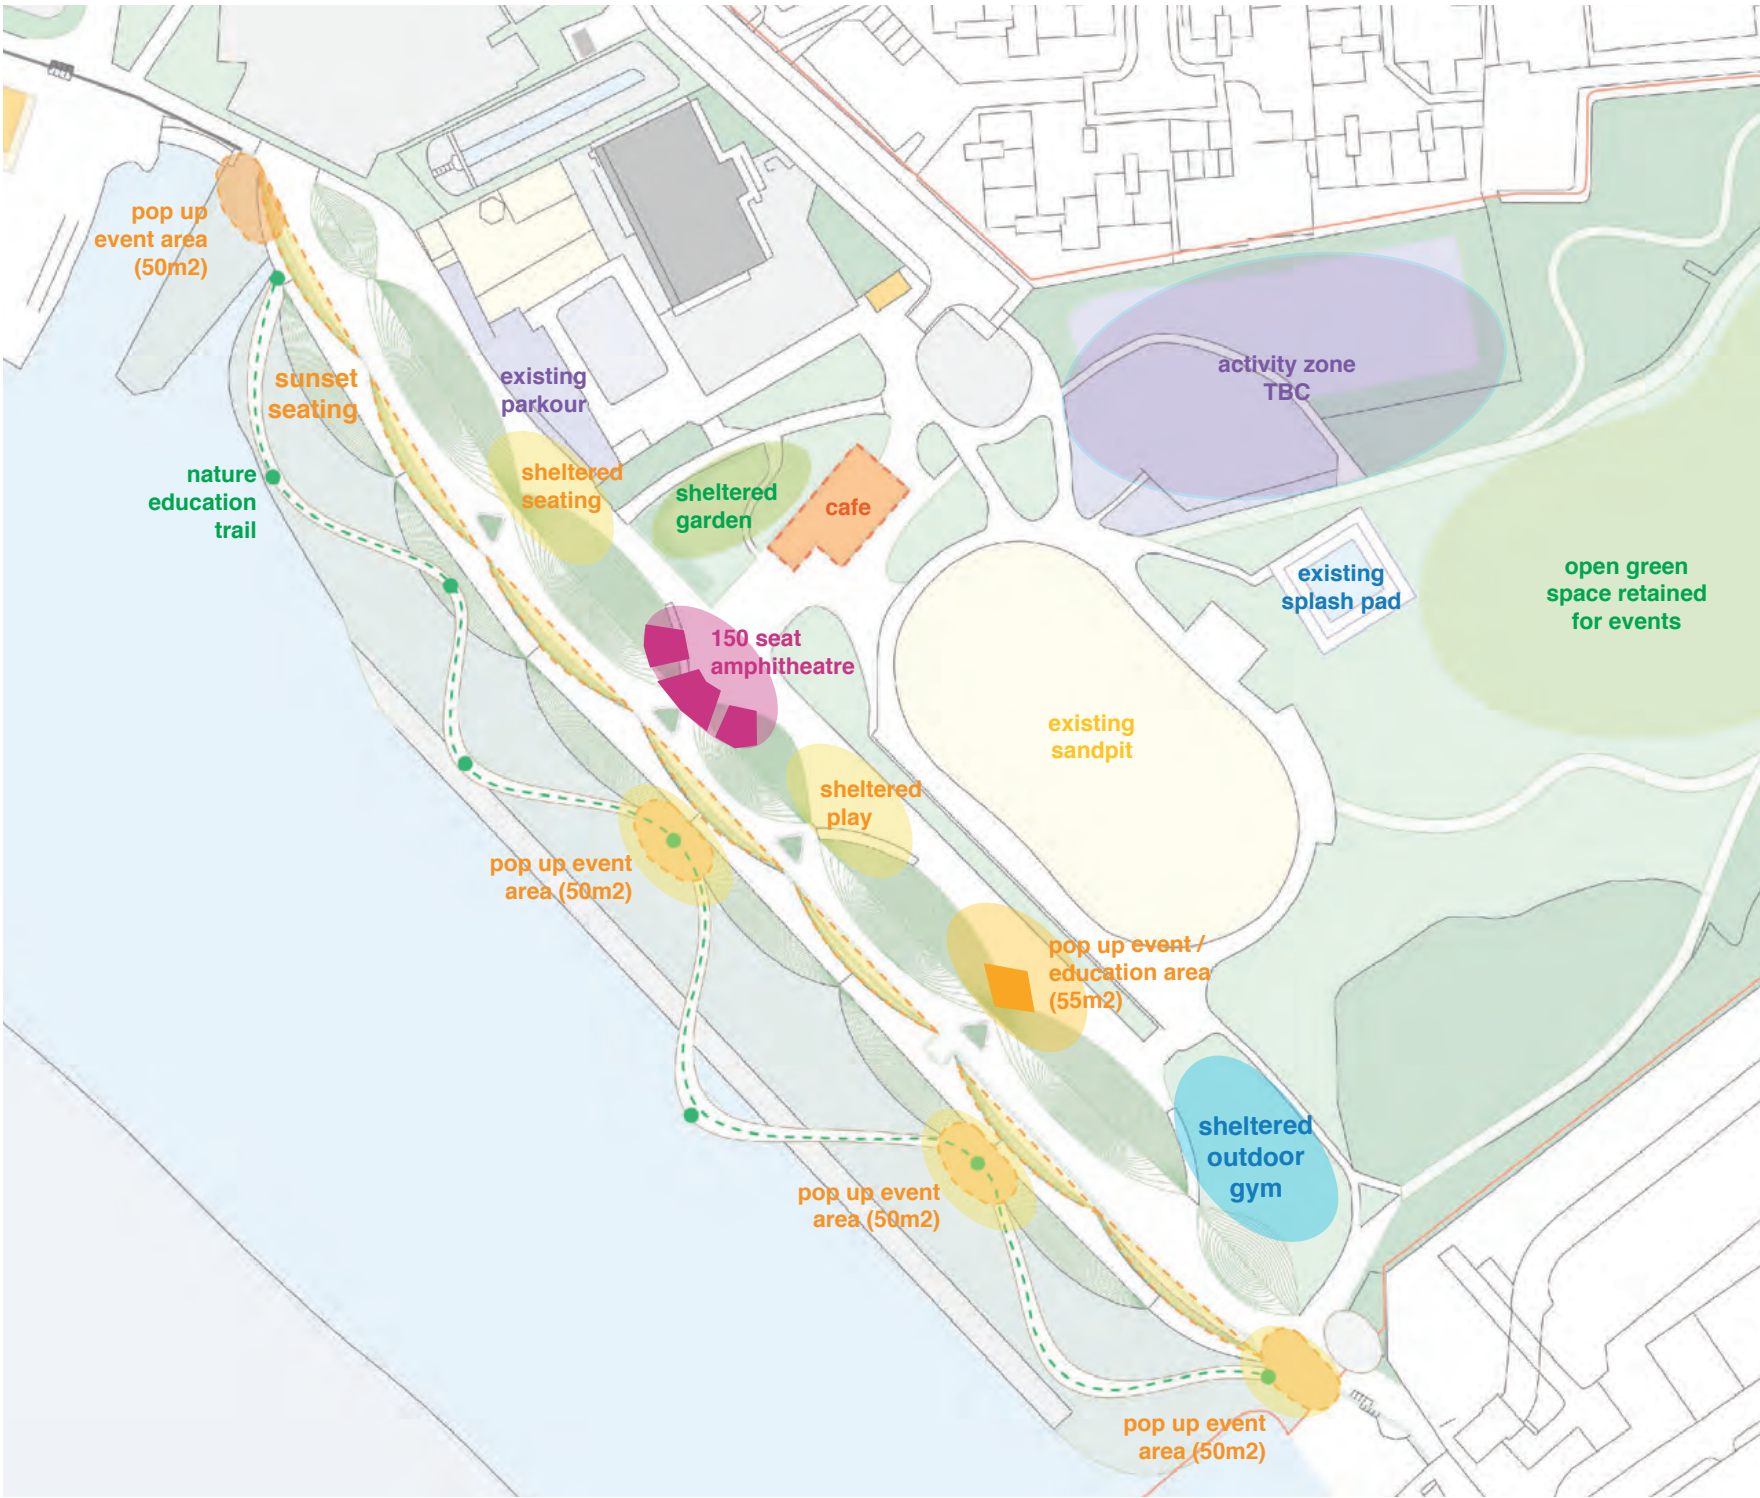 pop up
event area
(50m2)
sunset
seating
existing
parkour
activity zone
TBC
nature
education
trail
sheltered
seating
sheltered
garden
cafe
existing
splash pad
open green
space retained
for events
150 seat
amphitheatre
existing
sandpit
sheltered
play
pop up event
area (50m2)
pop up event /
education area
(55m2)
sheltered
outdoor
gym
pop up event
area (50m2)
pop up event
area (50m2)